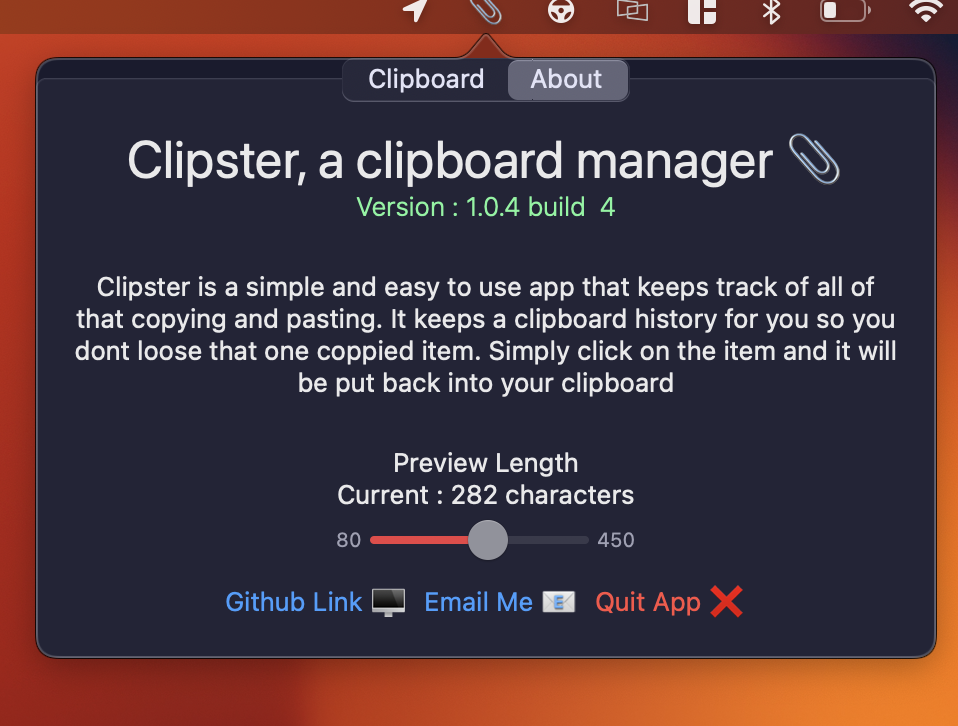 Clipboard About
Clipster, a clipboard manager 📎
Version : 1.0.4 build  4
Clipster is a simple and easy to use app that keeps track of all of
that copying and pasting. It keeps a clipboard history for you so you
dont loose that one coppied item. Simply click on the item and it will
be put back into your clipboard
Preview Length
Current : 282 characters
80 450
Github Link 🖥️ Email Me 📧 Quit App ❌